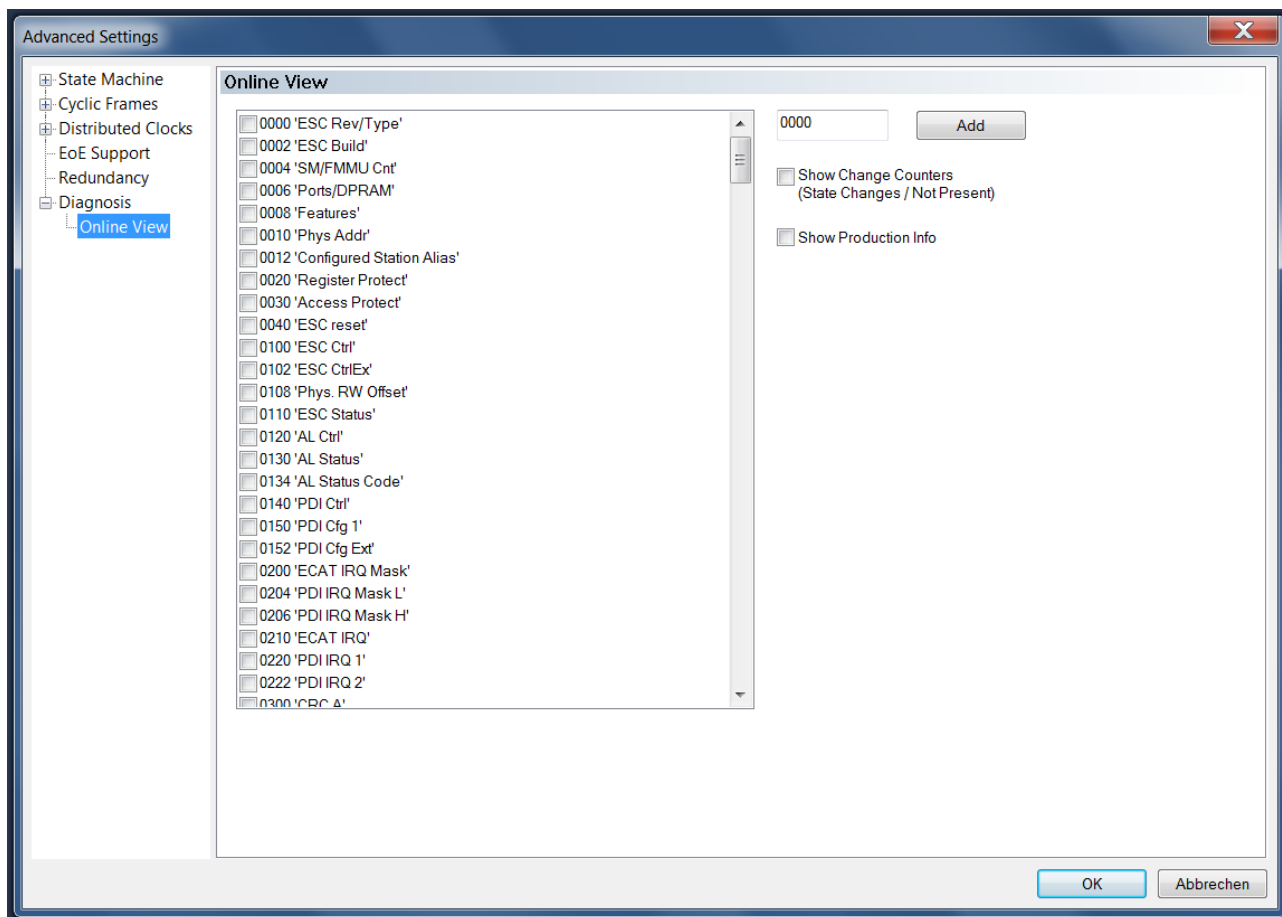 Advanced Settings
State Machine
Cyclic Frames
Distributed Clocks
EoE Support
Redundancy
Diagnosis
Online View
Online View
0000 'ESC Rev/Type'
0002 'ESC Build'
0004 'SM/FMMU Cnt'
0006 'Ports/DPRAM'
0008 'Features'
0010 'Phys Addr'
0012 'Configured Station Alias'
0020 'Register Protect'
0030 'Access Protect'
0040 'ESC reset'
0100 'ESC Ctrl'
0102 'ESC CtrlEx'
0108 'Phys. RW Offset'
0110 'ESC Status'
0120 'AL Ctrl'
0130 'AL Status'
0134 'AL Status Code'
0140 'PDI Ctrl'
0150 'PDI Cfg 1'
0152 'PDI Cfg Ext'
0200 'ECAT IRQ Mask'
0204 'PDI IRQ Mask L'
0206 'PDI IRQ Mask H'
0210 'ECAT IRQ'
0220 'PDI IRQ 1'
0222 'PDI IRQ 2'
0300 'CRC A'
0000
Add
Show Change Counters
(State Changes / Not Present)
Show Production Info
OK
Abbrechen